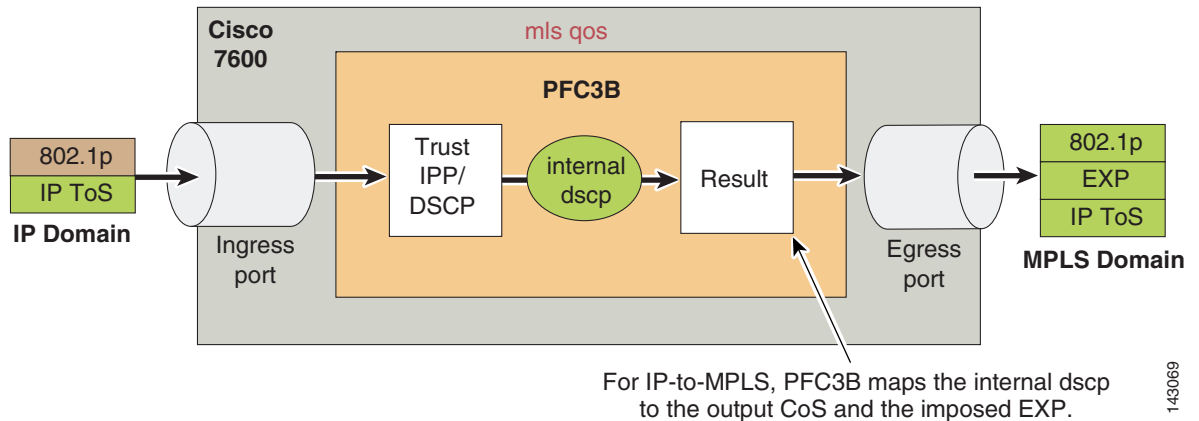 Cisco
7600
mls qos
PFC3B
802.1p
IP ToS
IP Domain
Ingress
port
Trust
IPP/
DSCP
internal
dscp
Result
Egress
port
802.1p
EXP
IP ToS
MPLS Domain
For IP-to-MPLS, PFC3B maps the internal dscp
to the output CoS and the imposed EXP.
143069